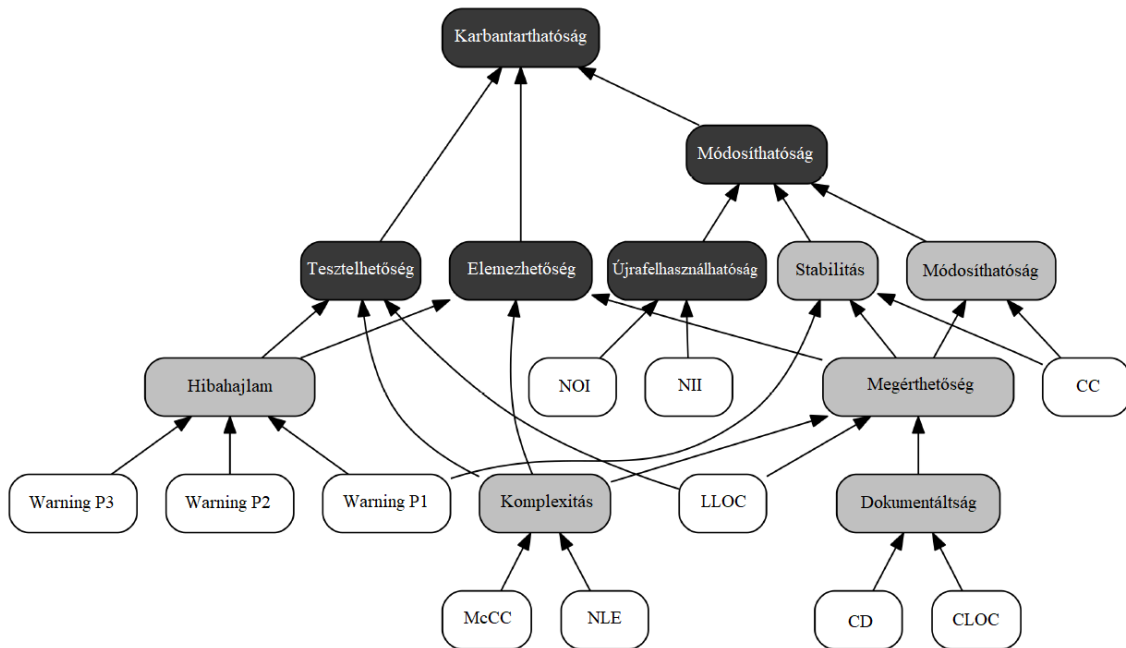 Karbantarthatóság
Módosíthatóság
Tesztelhetőség
Elemezhetőség
Újrafelhasználhatóság
Stabilitás
Módosíthatóság
Hibahajlam
NOI
NII
Megérthetőség
CC
Warning P3
Warning P2
Warning P1
Komplexitás
LLOC
Dokumentáltság
McCC
NLE
CD
CLOC